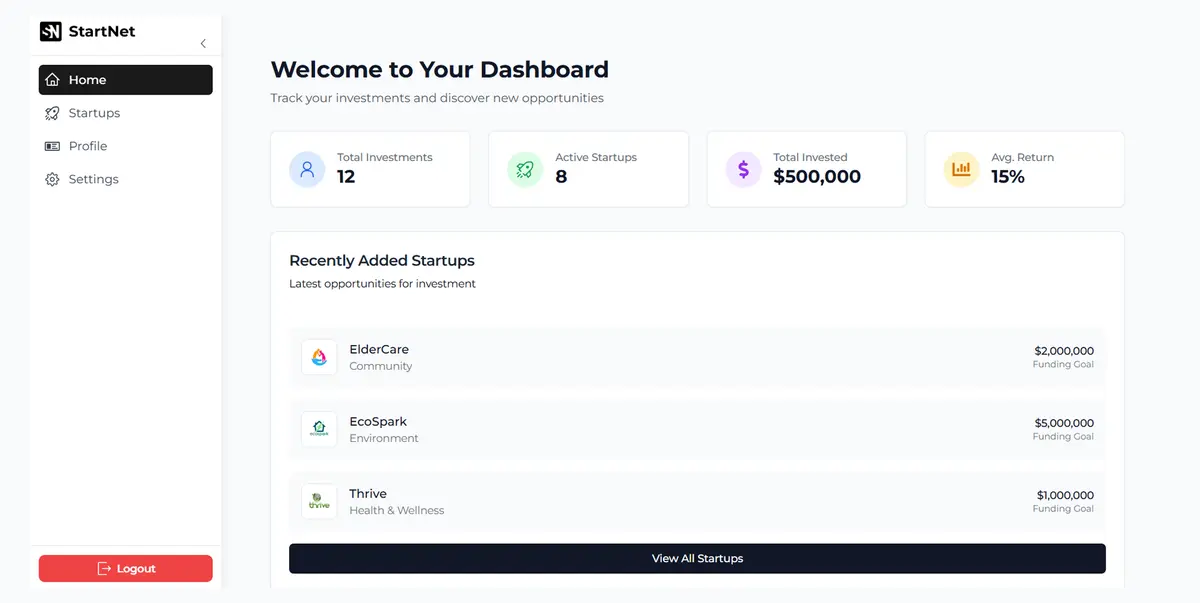 SN StartNet
Home
Startups
Profile
Settings
Logout
Welcome to Your Dashboard
Track your investments and discover new opportunities
Total Investments
12
Active Startups
8
Total Invested
$500,000
Avg. Return
15%
Recently Added Startups
Latest opportunities for investment
ElderCare
Community
$2,000,000
Funding Goal
ecospark
EcoSpark
Environment
$5,000,000
Funding Goal
thrive
Thrive
Health & Wellness
$1,000,000
Funding Goal
View All Startups